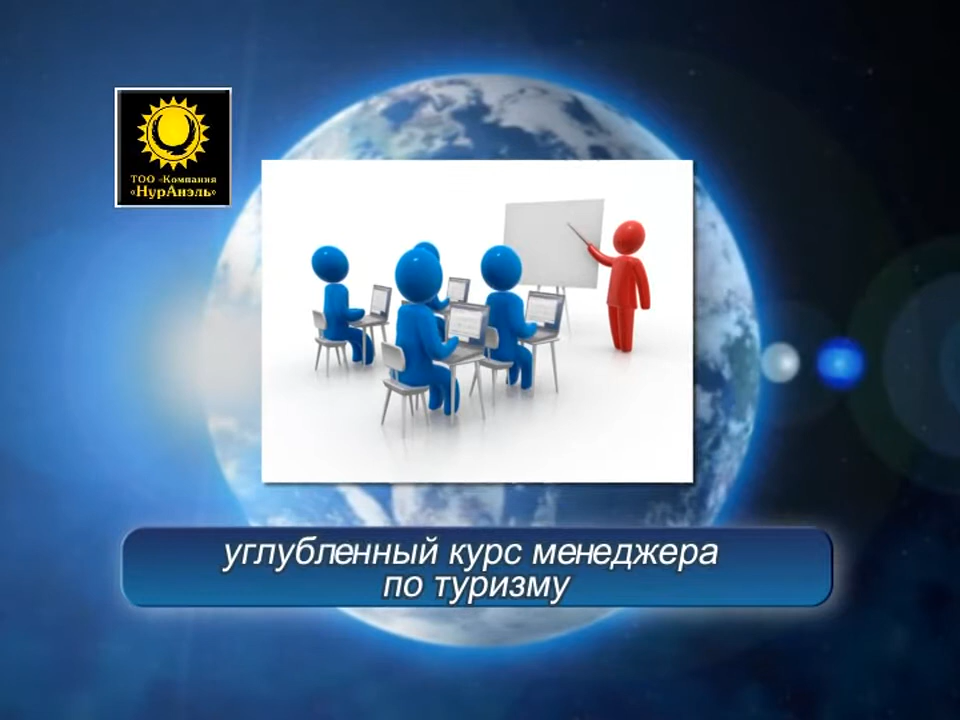 ТОО «Компания
«НурАнэль»
углубленный курс менеджера
по туризму